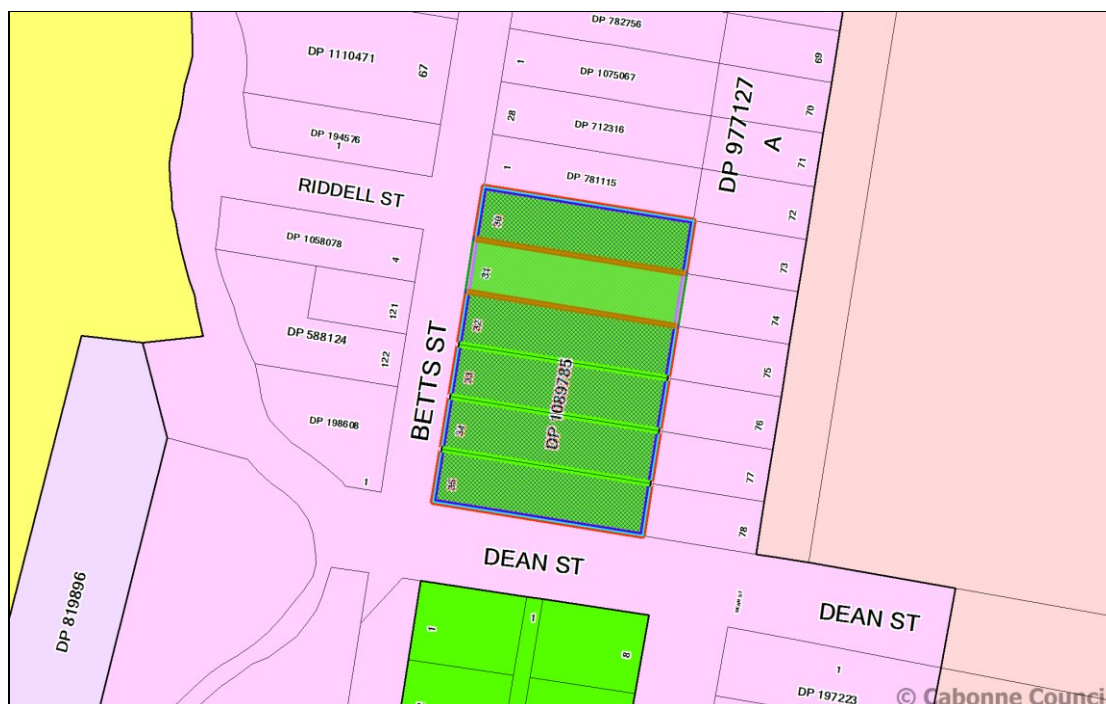 DP 782756
69
DP 1110471
67
1
DP 1075067
70
DP 977127
A
28
DP 712316
71
DP 194576
1
1
DP 781115
72
RIDDELL ST
30
73
DP 1058078
4
31
74
121
32
75
DP 588124
122
BETTS ST
33
DP 1089785
76
DP 198608
34
77
1
35
78
DEAN ST
DP 819896
DEAN ST
DEAN ST
1
1
8
1
DP 197223
© Cabonne Counci